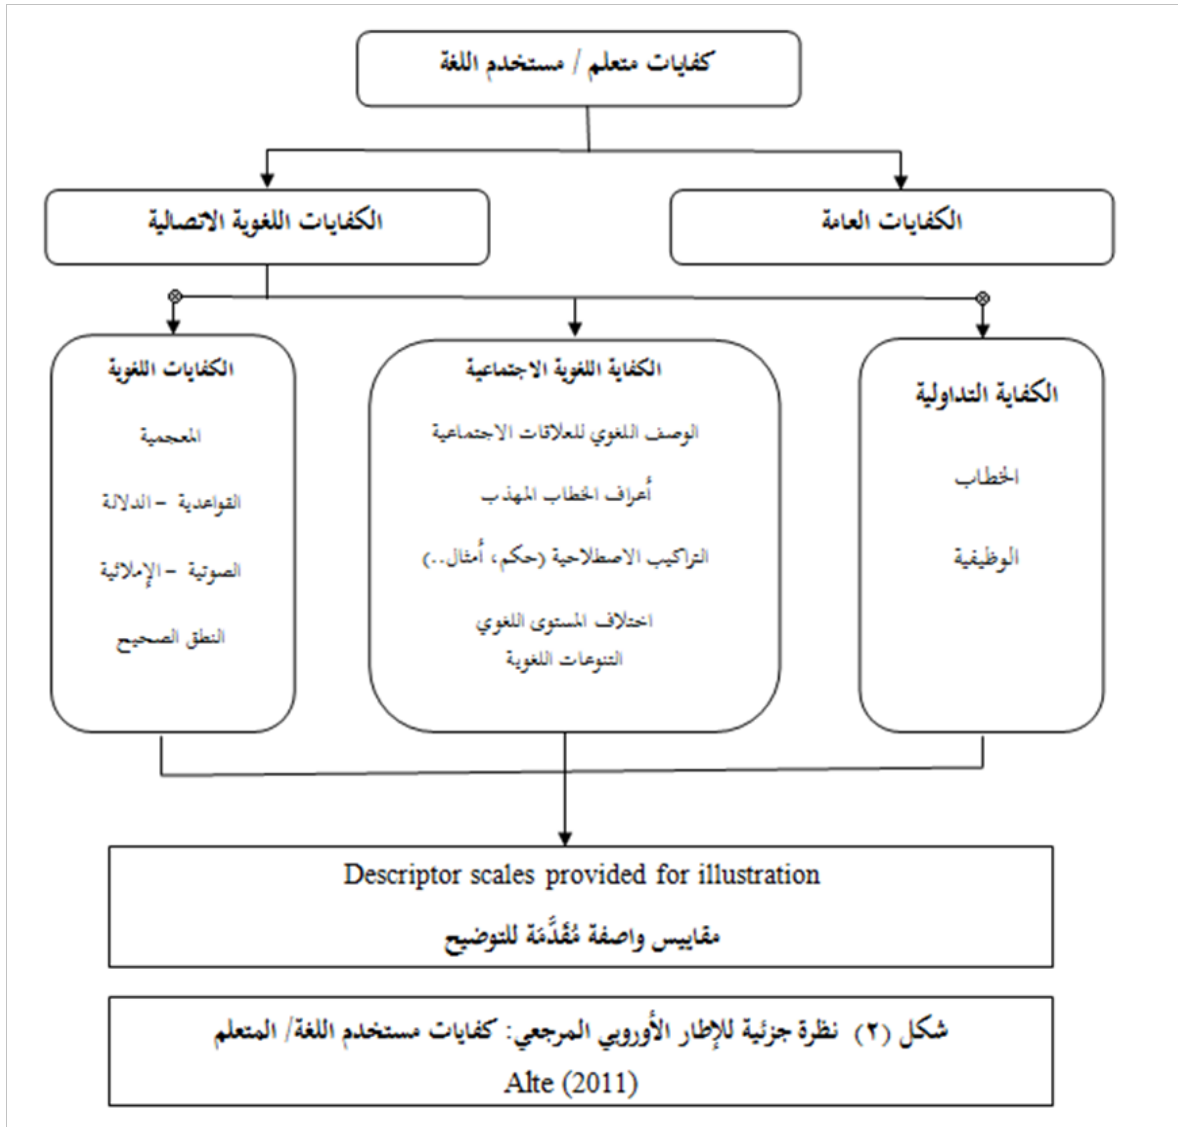 كفايات متعلم / مستخدم اللغة
الكفايات العامة
الكفايات اللغوية الاتصالية
الكفاية التداولية
الخطاب
الوظيفية
الكفاية اللغوية الاجتماعية
الوصف اللغوي للعلاقات الاجتماعية
أعراف الخطاب المهذب
التراكيب الاصطلاحية (حكم، أمثال..)
اختلاف المستوى اللغوي
التنوعات اللغوية
الكفايات اللغوية
المعجمية
القواعدية – الدلالة
الصوتية – الإملائية
النطق الصحيح
Descriptor scales provided for illustration
مقاييس واصفة مُقَدَّمَة للتوضيح
شكل (٢) نظرة جزئية للإطار الأوروبي المرجعي: كفايات مستخدم اللغة/ المتعلم
Alte (2011)